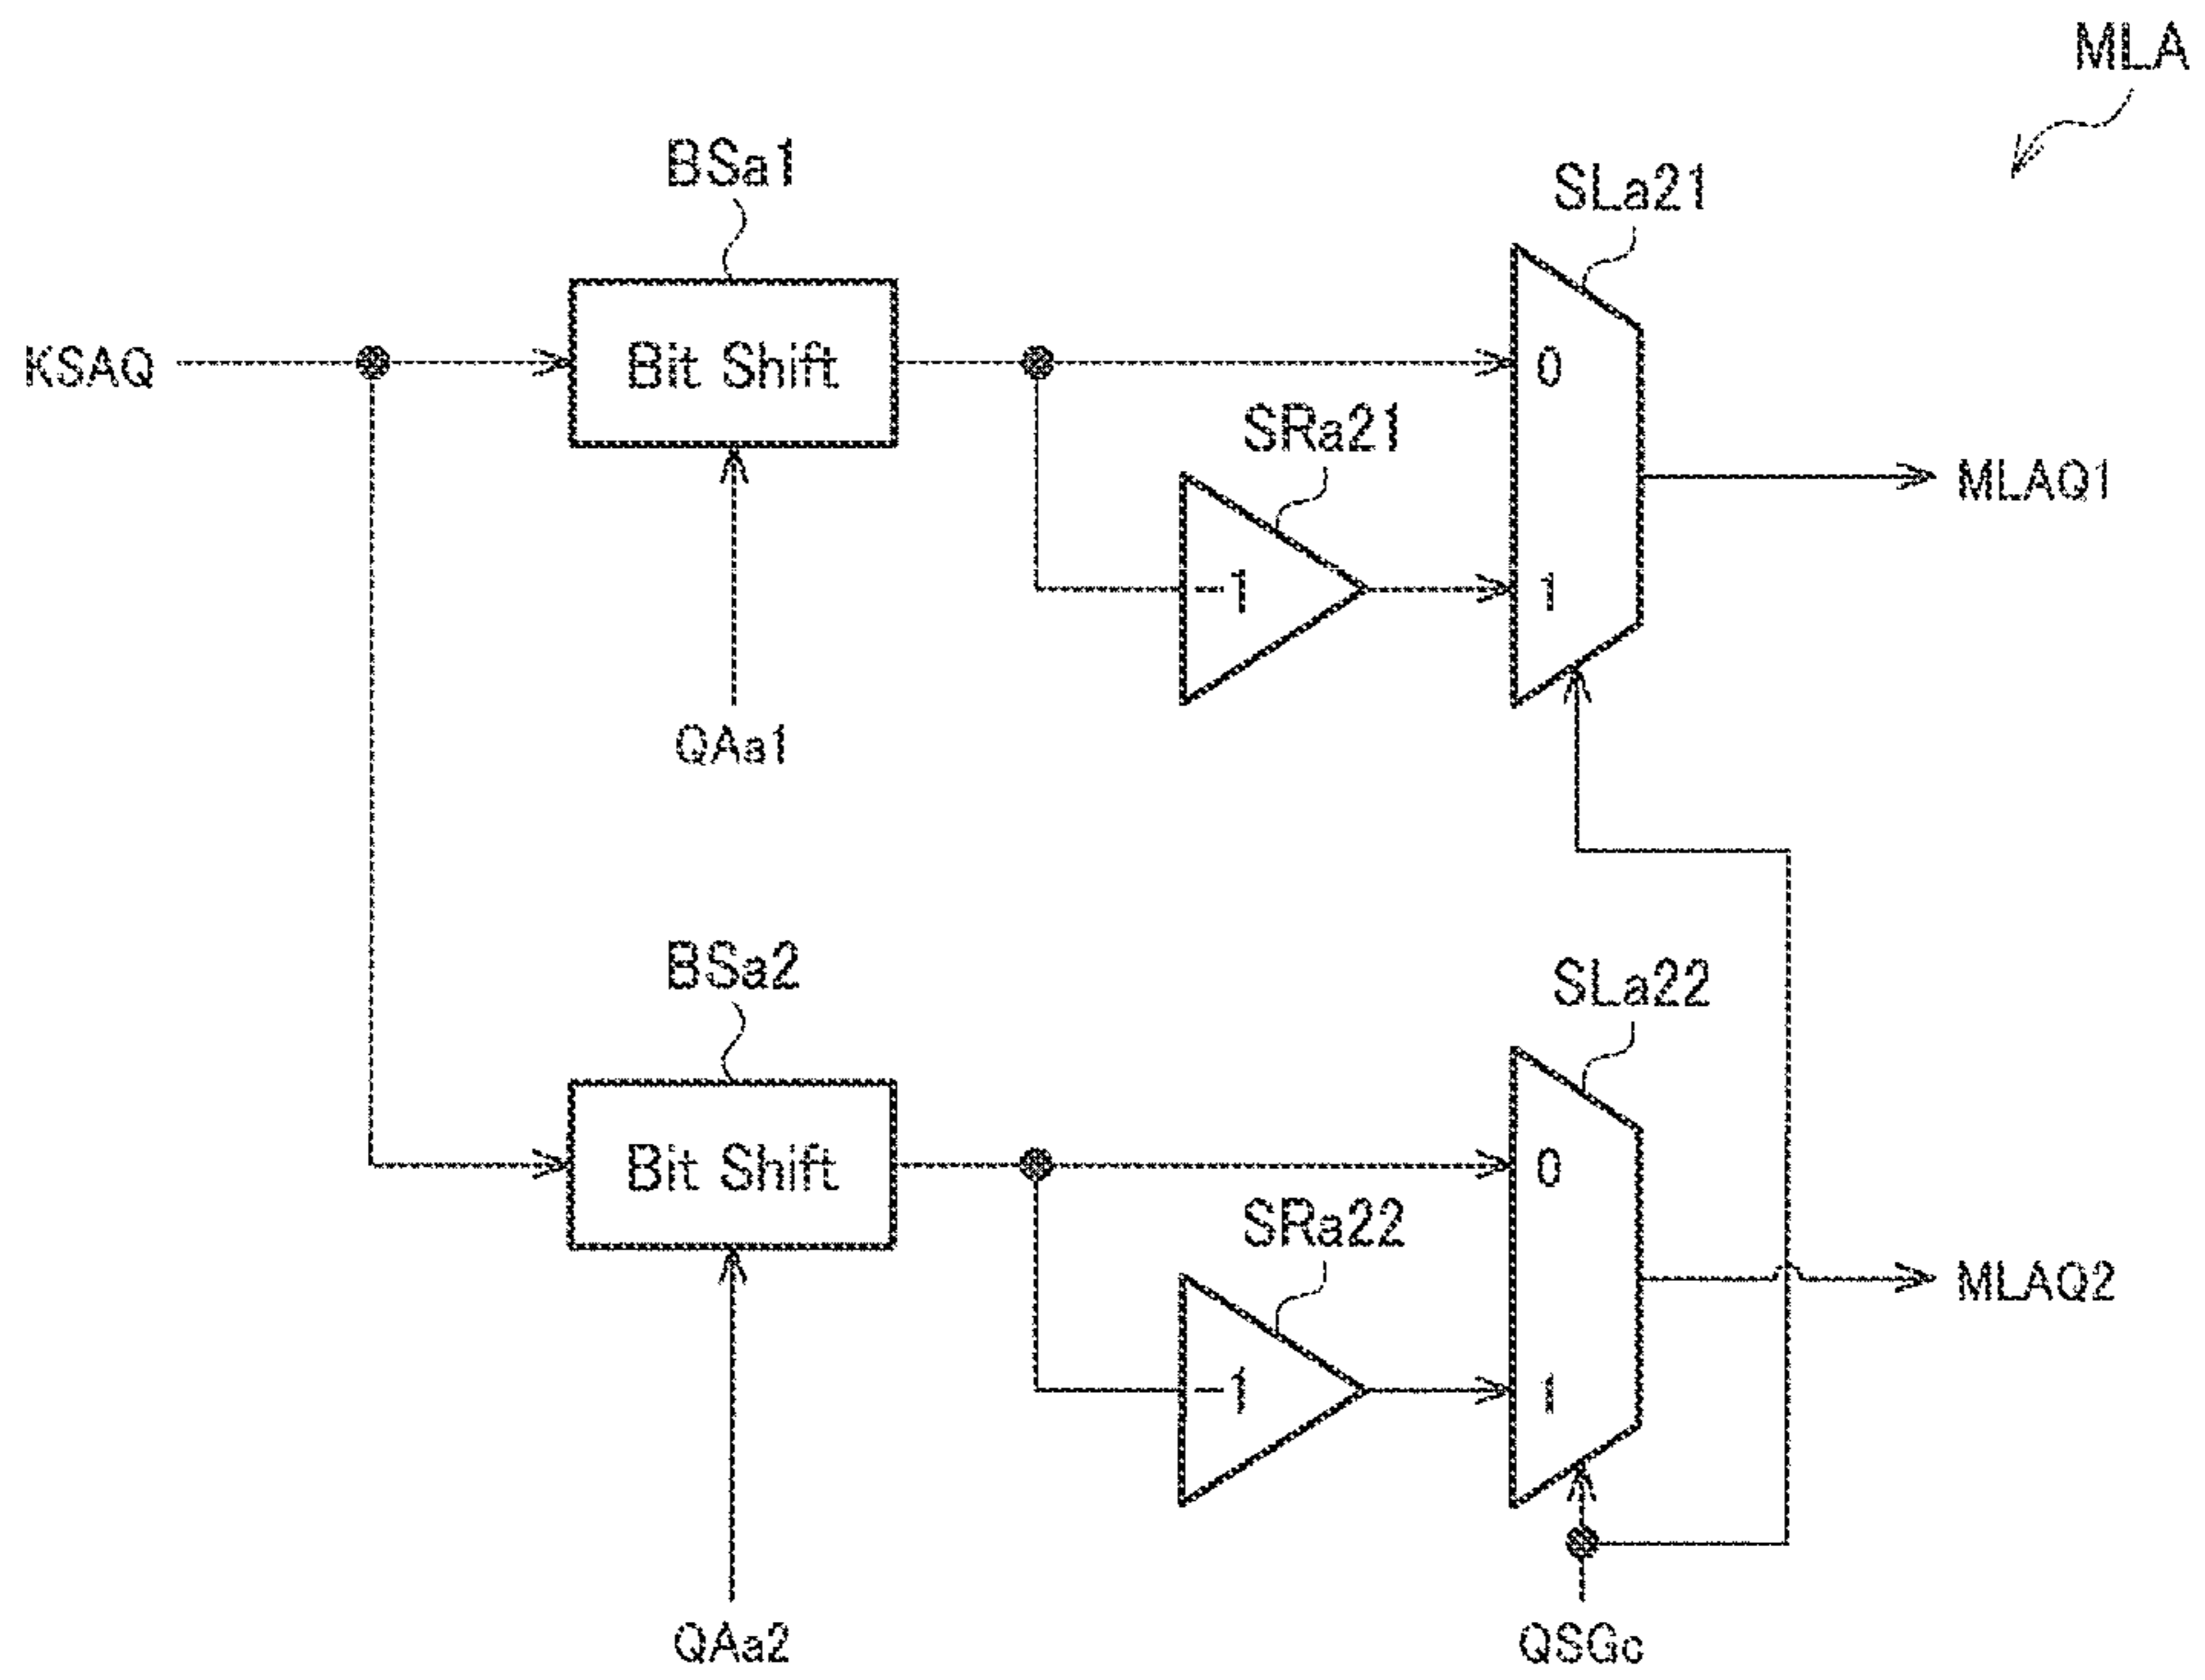 MLA
BSa1
SLa21
KSAQ
Bit Shift
0
SRa21
MLAQ1
-1
1
QAa1
BSa2
SLa22
Bit Shift
0
SRa22
MLAQ2
-1
1
QAa2
QSGc